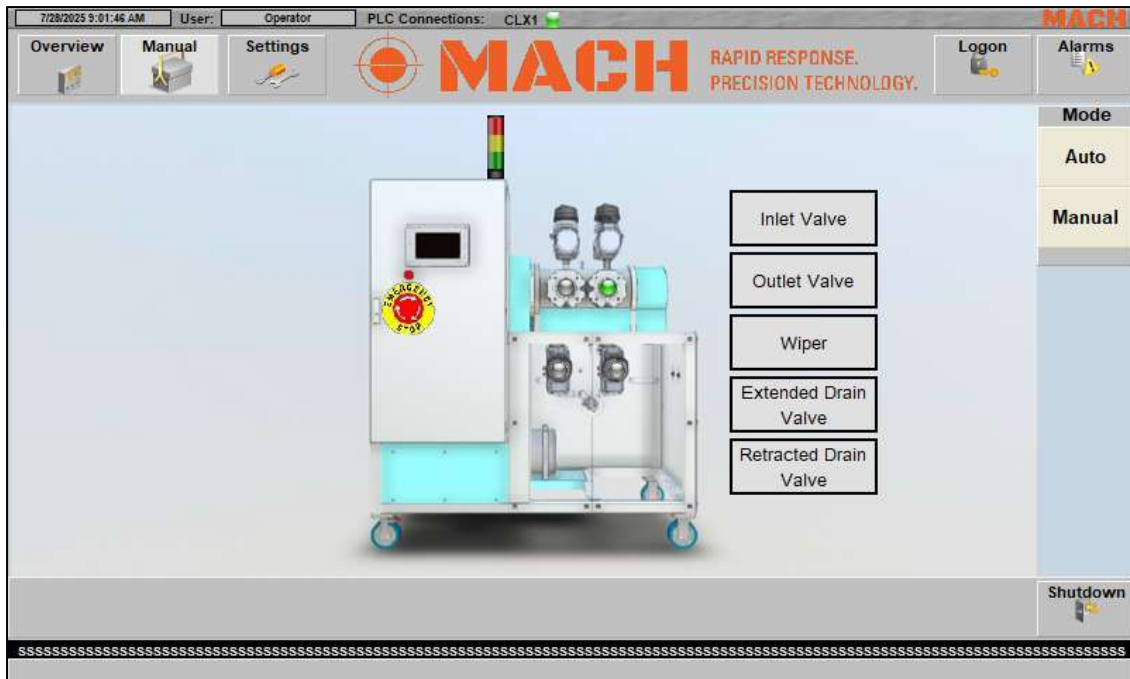 7/28/2025 9:01:46 AM User: Operator PLC Connections: CLX1 MACH
Overview Manual Settings MACH RAPID RESPONSE. Logon Alarms
PRECISION TECHNOLOGY.
Mode
Auto
Manual
Inlet Valve
Outlet Valve
Wiper
Extended Drain
Valve
Retracted Drain
Valve
EMERGENCY
STOP
Shutdown